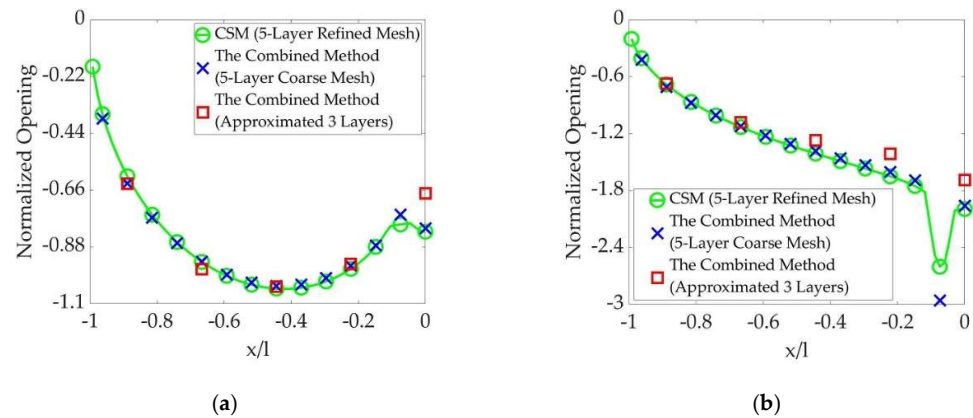 0
-0.22
-0.44
-0.66
-0.88
-1.1
Normalized Opening
CSM (5-Layer Refined Mesh)
The Combined Method
(5-Layer Coarse Mesh)
The Combined Method
(Approximated 3 Layers)
-1
-0.8
-0.6
-0.4
-0.2
0
x/l
(a)
0
-0.6
-1.2
-1.8
-2.4
-3
Normalized Opening
CSM (5-Layer Refined Mesh)
The Combined Method
(5-Layer Coarse Mesh)
The Combined Method
(Approximated 3 Layers)
-1
-0.8
-0.6
-0.4
-0.2
0
x/l
(b)